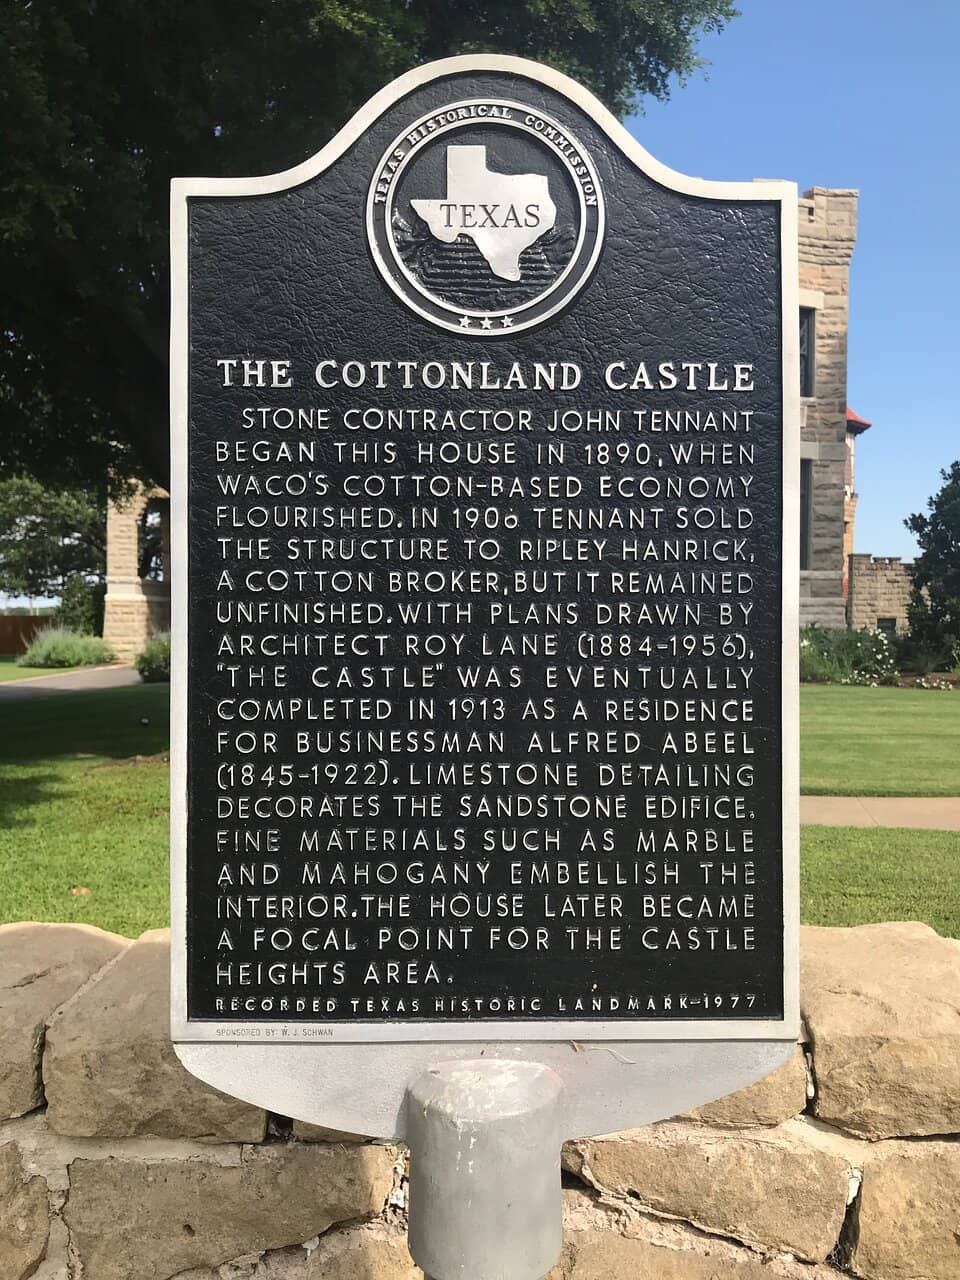 TEXAS HISTORICAL COMMISSION
TEXAS
THE COTTONLAND CASTLE
STONE CONTRACTOR JOHN TENNANT
BEGAN THIS HOUSE IN 1890, WHEN
WACO'S COTTON-BASED ECONOMY
FLOURISHED. IN 1906 TENNANT SOLD
THE STRUCTURE TO RIPLEY HANRICK,
A COTTON BROKER, BUT IT REMAINED
UNFINISHED. WITH PLANS DRAWN BY
ARCHITECT ROY LANE (1884-1956),
"THE CASTLE" WAS EVENTUALLY
COMPLETED IN 1913 AS A RESIDENCE
FOR BUSINESSMAN ALFRED ABEEL
(1845-1922). LIMESTONE DETAILING
DECORATES THE SANDSTONE EDIFICE.
FINE MATERIALS SUCH AS MARBLE
AND MAHOGANY EMBELLISH THE
INTERIOR. THE HOUSE LATER BECAME
A FOCAL POINT FOR THE CASTLE
HEIGHTS AREA.
RECORDED TEXAS HISTORIC LANDMARK-1977
SPONSORED BY W. J. SCHWAN